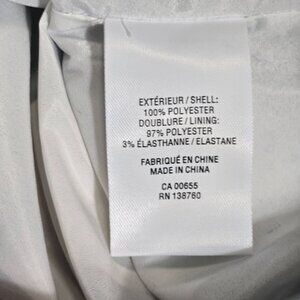 EXTÉRIEUR / SHELL:
100% POLYESTER
DOUBLURE / LINING:
97% POLYESTER
3% ÉLASTHANNE / ELASTANE
FABRIQUÉ EN CHINE
MADE IN CHINA
CA 00655
RN 138760